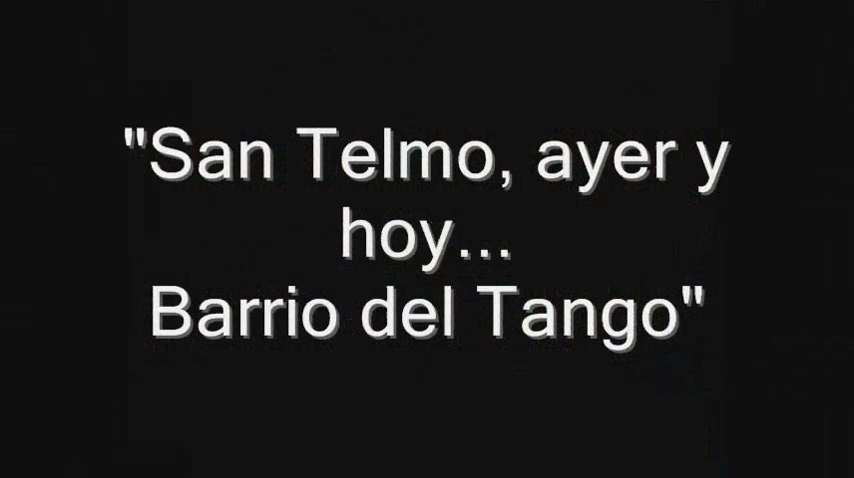 "San Telmo, ayer y
hoy...
Barrio del Tango"